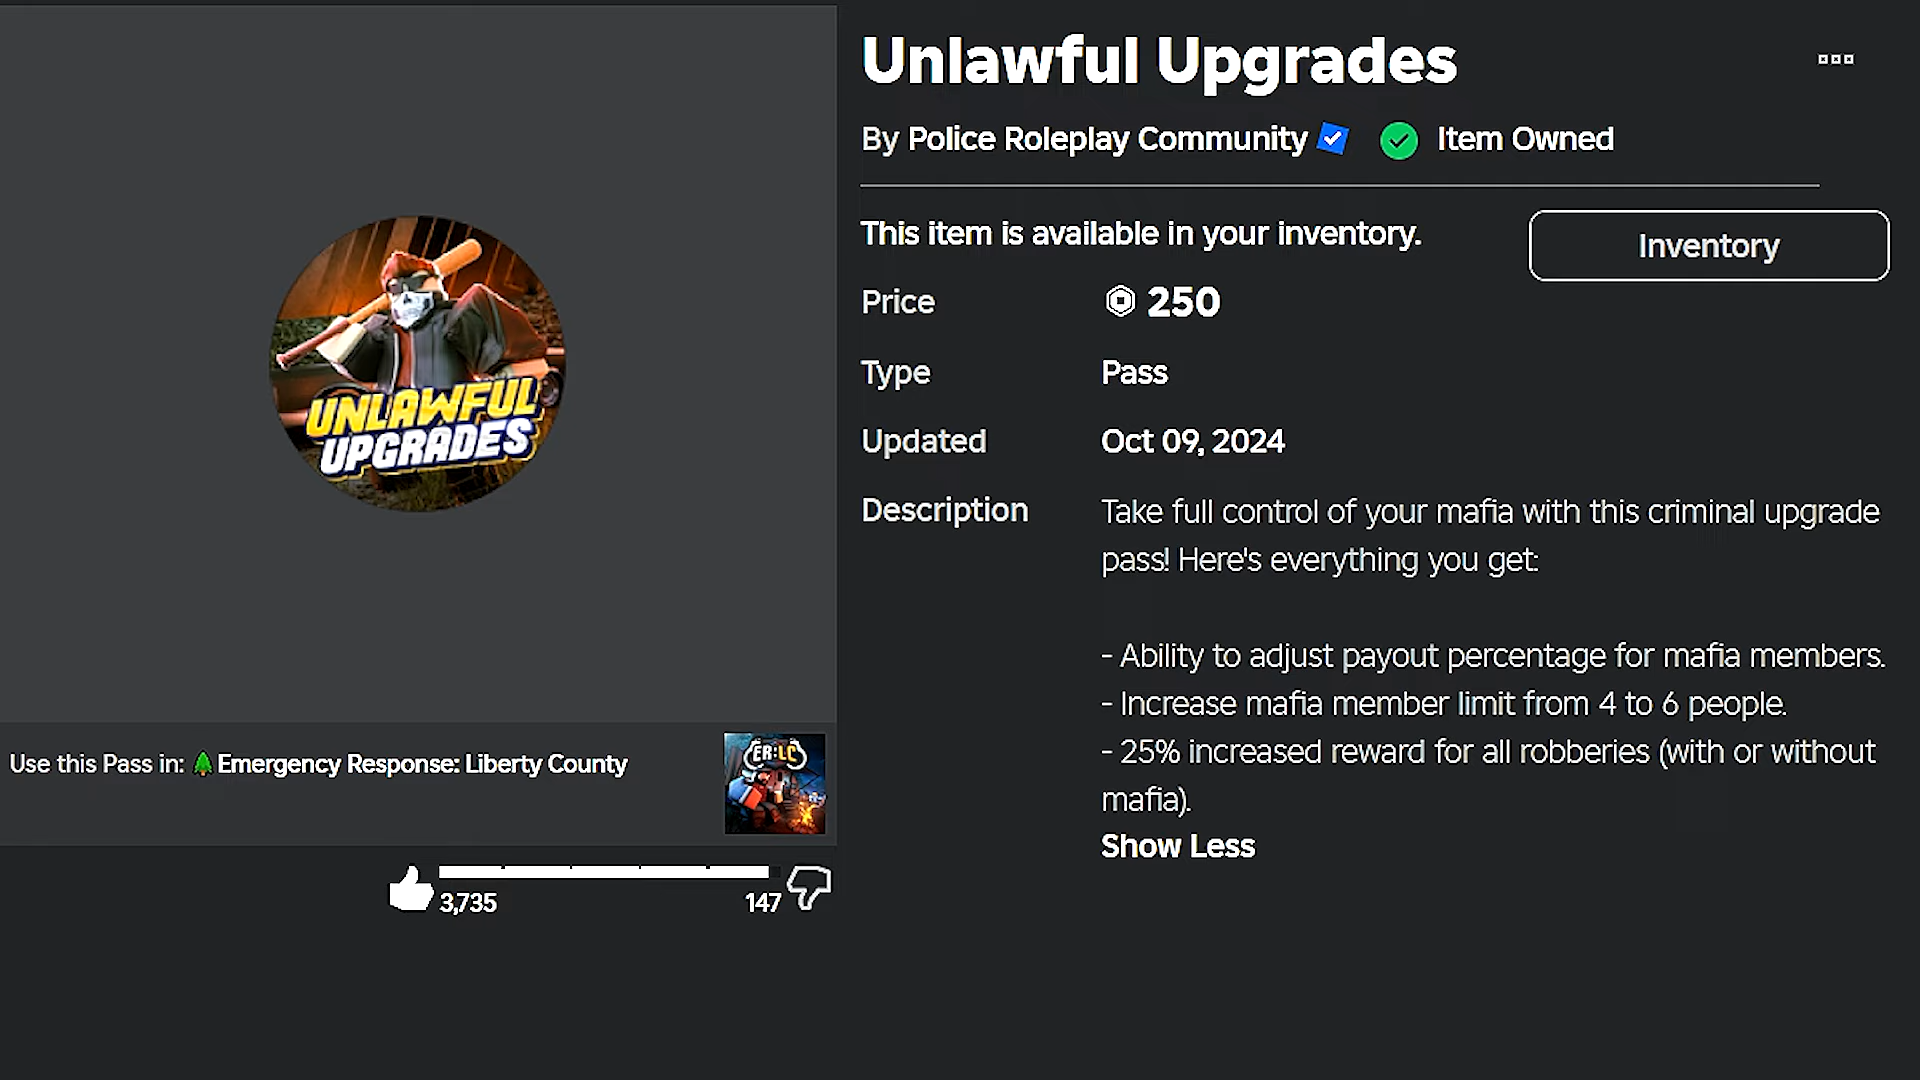 Unlawful Upgrades
By Police Roleplay Community
Item Owned
This item is available in your inventory.
Inventory
Price
250
Type
Pass
Updated
Oct 09, 2024
Description
Take full control of your mafia with this criminal upgrade
pass! Here's everything you get:
- Ability to adjust payout percentage for mafia members.
- Increase mafia member limit from 4 to 6 people.
- 25% increased reward for all robberies (with or without
mafia).
Show Less
UNLAWFUL
UPGRADES
Use this Pass in: Emergency Response: Liberty County
ER:LC
3,735
147